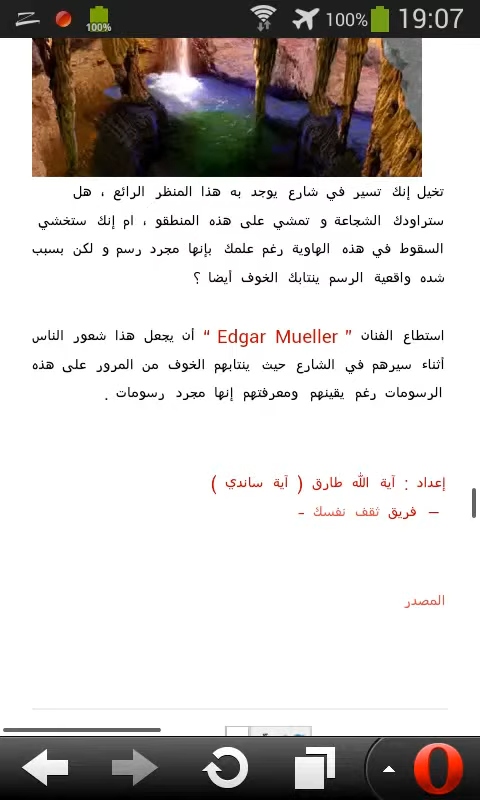 100% 100% 19:07
تخيل إنك تسير في شارع يوجد به هذا المنظر الرائع ، هل
ستراودك الشجاعة و تمشي على هذه المنطقو ، ام إنك ستخشي
السقوط في هذه الهاوية رغم علمك بإنها مجرد رسم و لكن بسبب
شده واقعية الرسم ينتابك الخوف أيضا ؟
استطاع الفنان “ Edgar Mueller ” أن يجعل هذا شعور الناس
أثناء سيرهم في الشارع حيث ينتابهم الخوف من المرور على هذه
الرسومات رغم يقينهم ومعرفتهم إنها مجرد رسومات .
إعداد : آية الله طارق ( آية ساندي )
– فريق ثقف نفسك -
المصدر